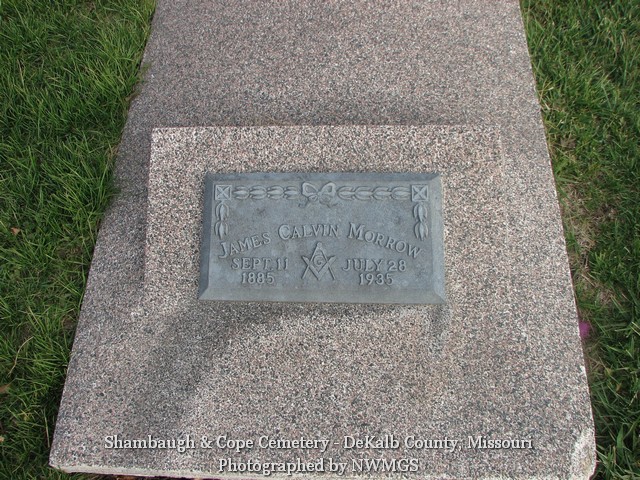 James Calvin Morrow
Sept. 11 G July 28
1885 1935
Shambaugh & Cope Cemetery - DeKalb County, Missouri
Photographed by NWMGS